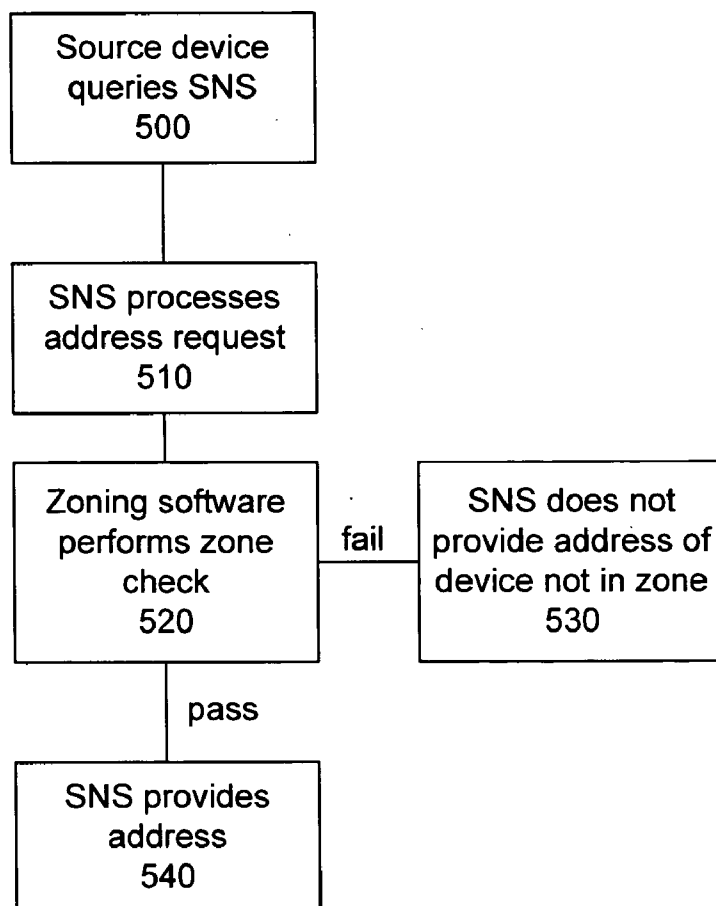 Source device
queries SNS
500
SNS processes
address request
510
Zoning software
performs zone
check
520
fail
SNS does not
provide address of
device not in zone
530
pass
SNS provides
address
540